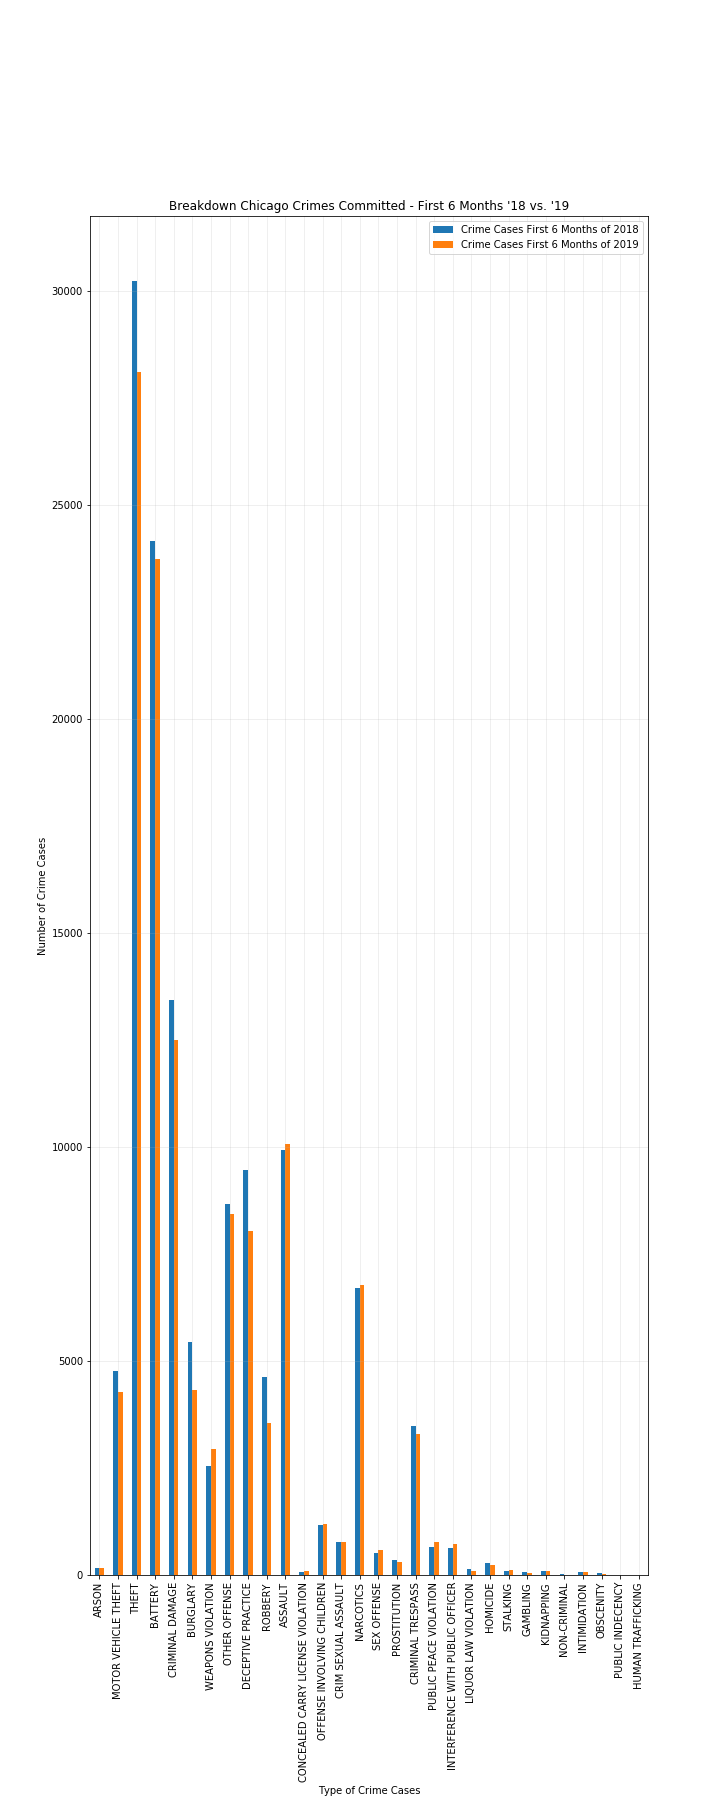 Breakdown Chicago Crimes Committed - First 6 Months '18 vs. '19
Crime Cases First 6 Months of 2018
Crime Cases First 6 Months of 2019
30000
25000
20000
15000
10000
5000
0
Number of Crime Cases
ARSON
MOTOR VEHICLE THEFT
THEFT
BATTERY
CRIMINAL DAMAGE
BURGLARY
WEAPONS VIOLATION
OTHER OFFENSE
DECEPTIVE PRACTICE
ROBBERY
ASSAULT
CONCEALED CARRY LICENSE VIOLATION
OFFENSE INVOLVING CHILDREN
CRIM SEXUAL ASSAULT
NARCOTICS
SEX OFFENSE
PROSTITUTION
CRIMINAL TRESPASS
PUBLIC PEACE VIOLATION
INTERFERENCE WITH PUBLIC OFFICER
LIQUOR LAW VIOLATION
HOMICIDE
STALKING
GAMBLING
KIDNAPPING
NON-CRIMINAL
INTIMIDATION
OBSCENITY
PUBLIC INDECENCY
HUMAN TRAFFICKING
Type of Crime Cases